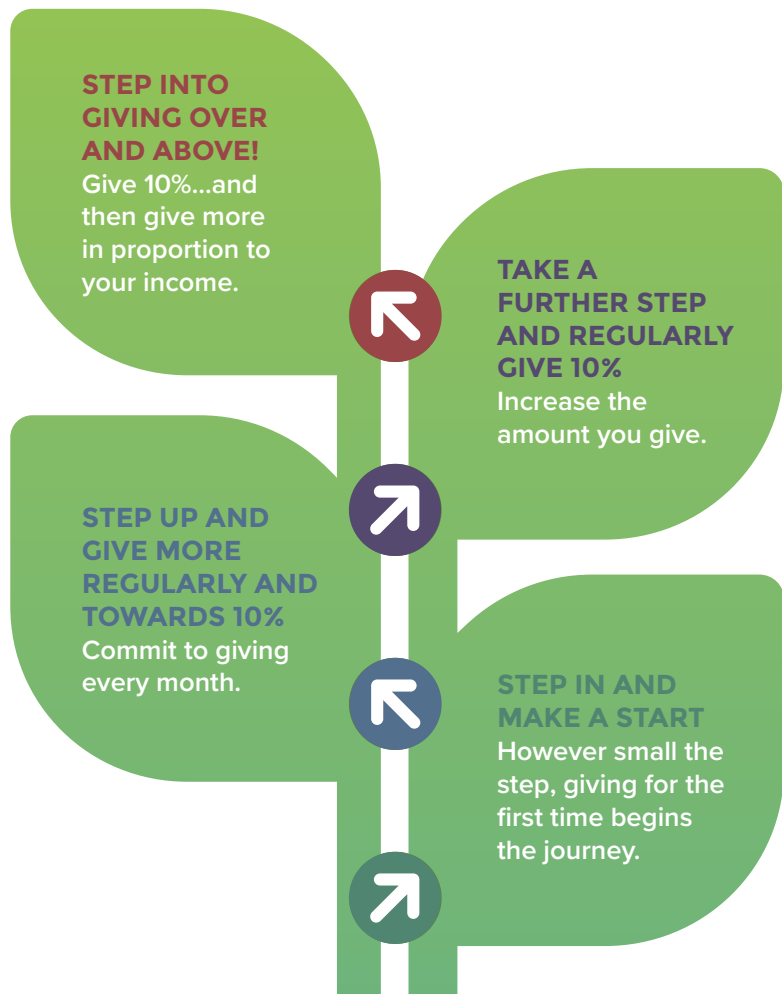 STEP INTO
GIVING OVER
AND ABOVE!
Give 10%...and
then give more
in proportion to
your income.
TAKE A
FURTHER STEP
AND REGULARLY
GIVE 10%
Increase the
amount you give.
STEP UP AND
GIVE MORE
REGULARLY AND
TOWARDS 10%
Commit to giving
every month.
STEP IN AND
MAKE A START
However small the
step, giving for the
first time begins
the journey.